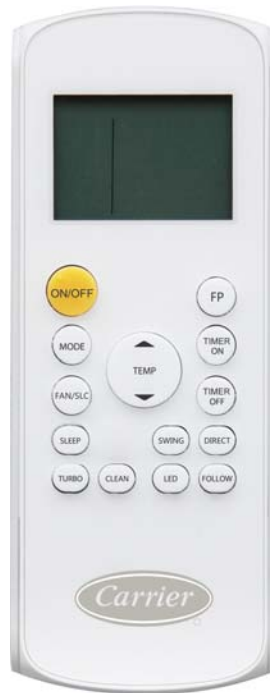 ON/OFF
FP
MODE
TEMP
TIMER
ON
FAN/SLC
TIMER
OFF
SLEEP
SWING
DIRECT
TURBO
CLEAN
LED
FOLLOW
Carrier